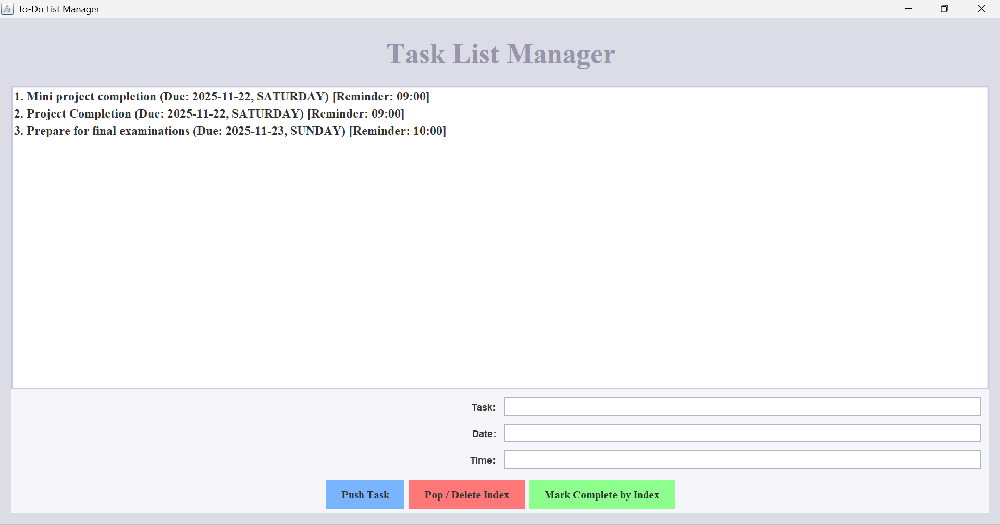 To-Do List Manager
Task List Manager
1. Mini project completion (Due: 2025-11-22, SATURDAY) [Reminder: 09:00]
2. Project Completion (Due: 2025-11-22, SATURDAY) [Reminder: 09:00]
3. Prepare for final examinations (Due: 2025-11-23, SUNDAY) [Reminder: 10:00]
Task:
Date:
Time:
Push Task
Pop / Delete Index
Mark Complete by Index